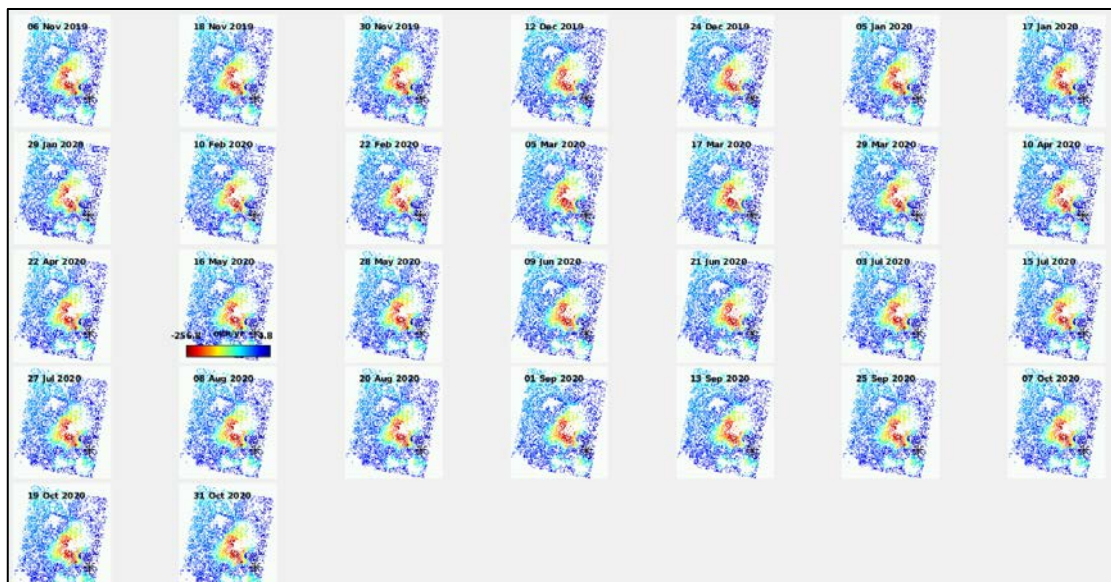 06 Nov 2019 18 Nov 2019 30 Nov 2019 12 Dec 2019 24 Dec 2019 05 Jan 2020 17 Jan 2020
29 Jan 2020 10 Feb 2020 22 Feb 2020 05 Mar 2020 17 Mar 2020 29 Mar 2020 10 Apr 2020
22 Apr 2020 16 May 2020 28 May 2020 09 Jun 2020 21 Jun 2020 03 Jul 2020 15 Jul 2020
27 Jul 2020 08 Aug 2020 20 Aug 2020 01 Sep 2020 13 Sep 2020 25 Sep 2020 07 Oct 2020
19 Oct 2020 31 Oct 2020